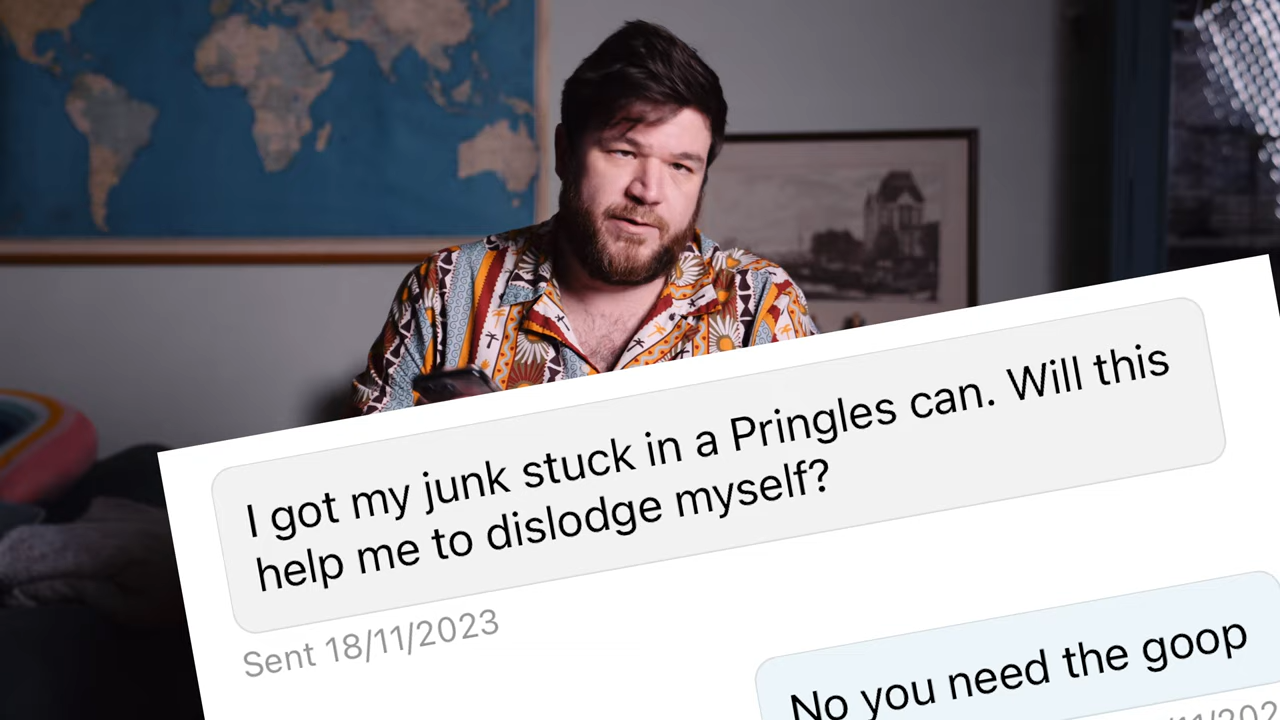 I got my junk stuck in a Pringles can. Will this
help me to dislodge myself?
Sent 18/11/2023
No you need the goop